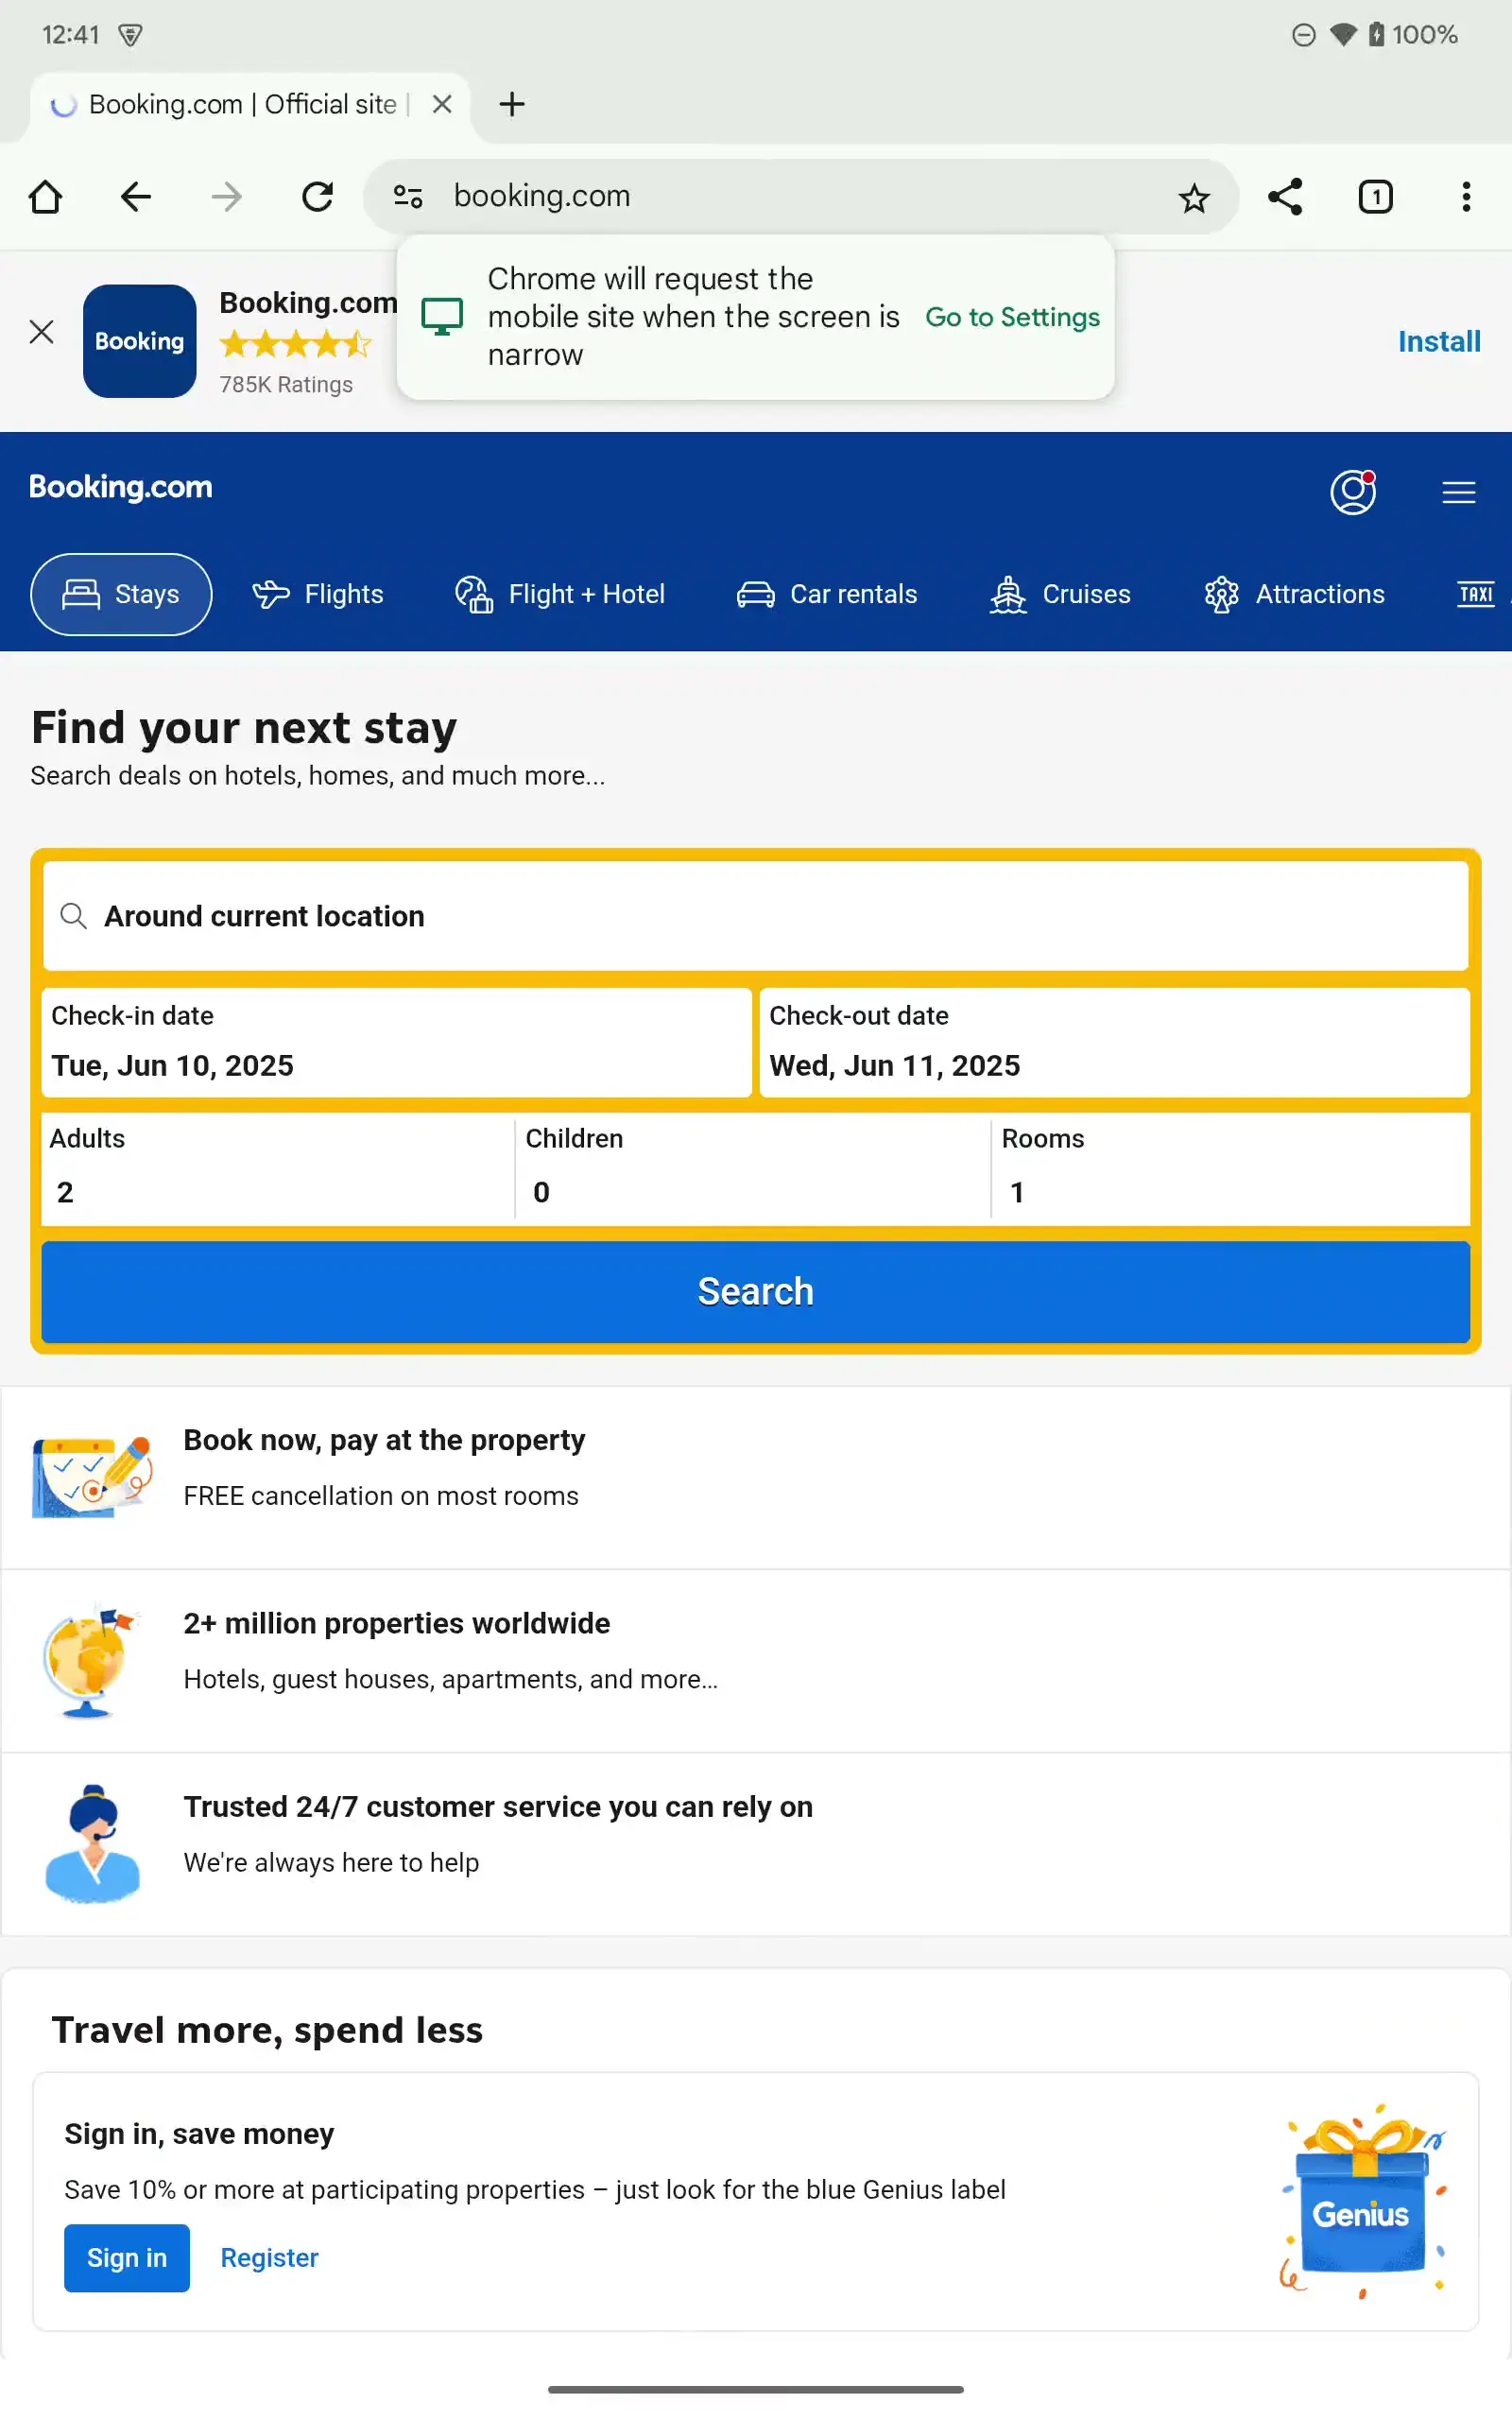 12:41
100%
Booking.com | Official site |
booking.com
1
Chrome will request the
mobile site when the screen is
narrow
Go to Settings
Booking
Booking.com
785K Ratings
Install
Booking.com
Stays
Flights
Flight + Hotel
Car rentals
Cruises
Attractions
TAXI
Find your next stay
Search deals on hotels, homes, and much more...
Around current location
Check-in date
Tue, Jun 10, 2025
Check-out date
Wed, Jun 11, 2025
Adults
2
Children
0
Rooms
1
Search
Book now, pay at the property
FREE cancellation on most rooms
2+ million properties worldwide
Hotels, guest houses, apartments, and more…
Trusted 24/7 customer service you can rely on
We're always here to help
Travel more, spend less
Sign in, save money
Save 10% or more at participating properties – just look for the blue Genius label
Sign in
Register
Genius